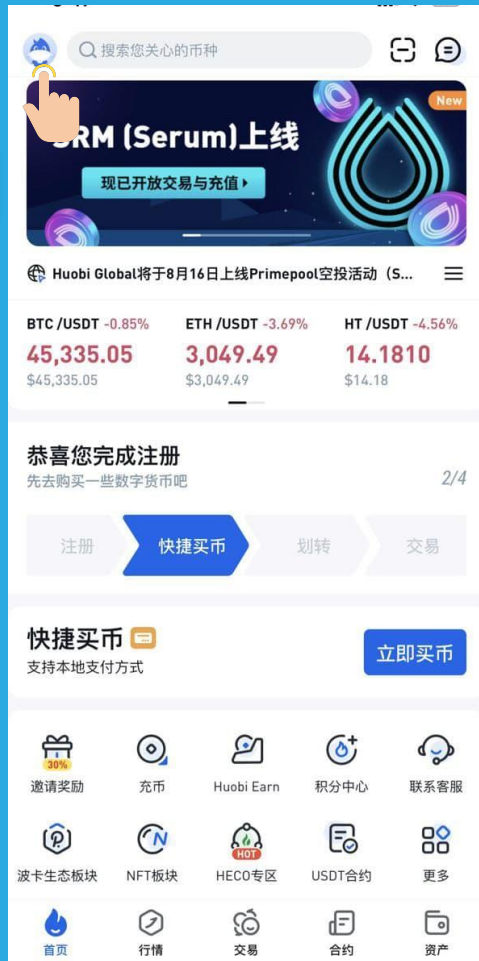 搜索您关心的币种
New
SRM (Serum)上线
现已开放交易与充值
Huobi Global将于8月16日上线Primepool空投活动（S...
BTC /USDT -0.85%
ETH /USDT -3.69%
HT /USDT -4.56%
45,335.05
3,049.49
14.1810
$45,335.05
$3,049.49
$14.18
恭喜您完成注册
先去购买一些数字货币吧
2/4
注册
快捷买币
划转
交易
快捷买币
支持本地支付方式
立即买币
30%
邀请奖励
充币
Huobi Earn
积分中心
联系客服
HOT
波卡生态板块
NFT板块
HECO专区
USDT合约
更多
首页
行情
交易
合约
资产